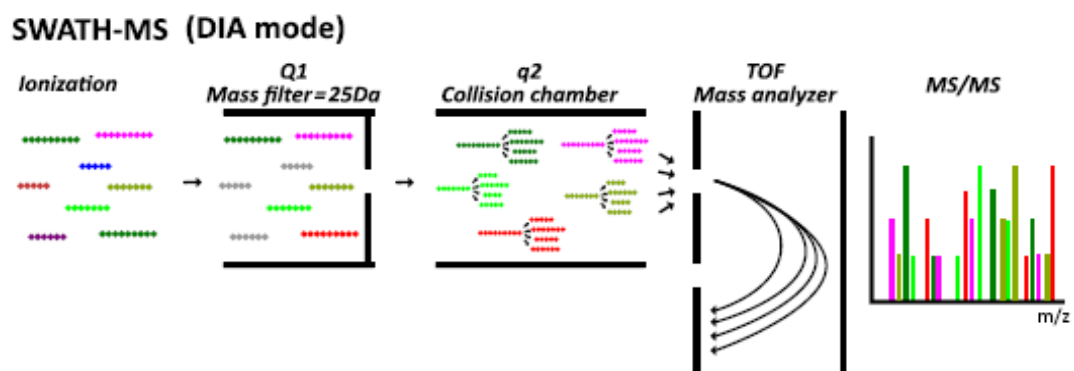 SWATH-MS (DIA mode)
Ionization
Q1
Mass filter=25Da
q2
Collision chamber
TOF
Mass analyzer
MS/MS
m/z